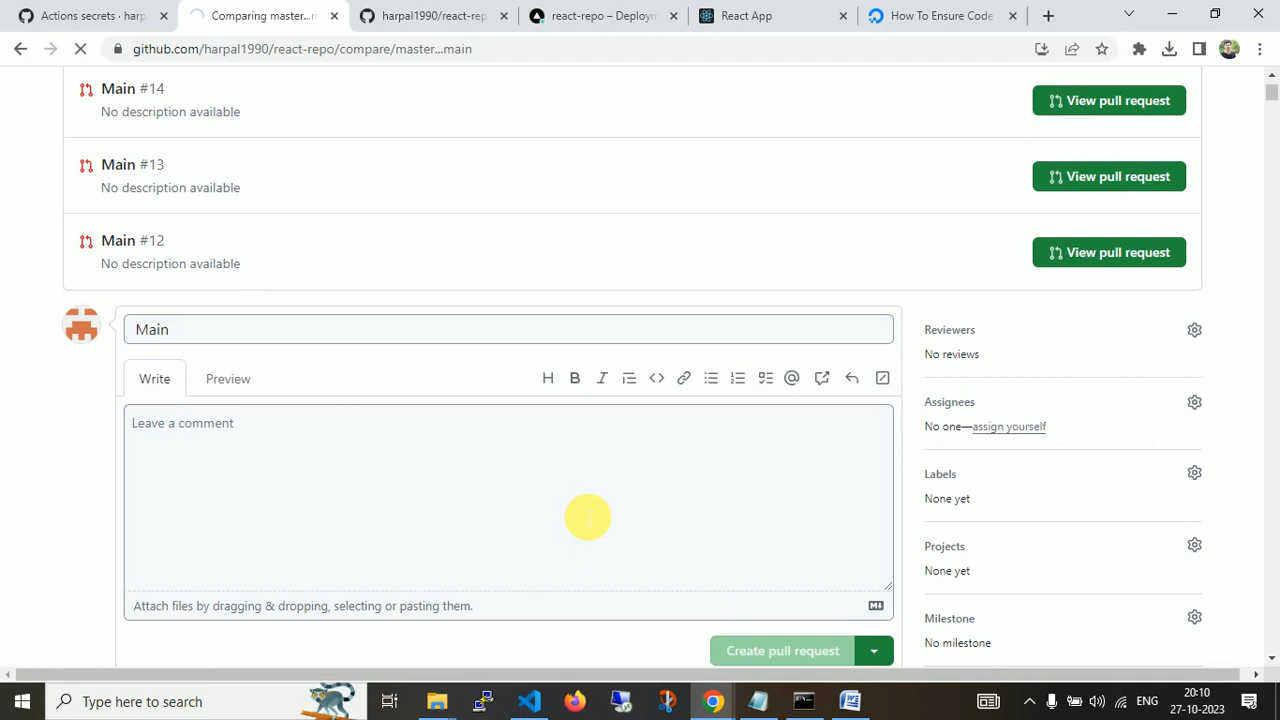 Actions secrets · harp
Comparing master...m
harpal1990/react-rep
react-repo – Deploym
React App
How To Ensure Code
github.com/harpal1990/react-repo/compare/master...main
Main #14
No description available
View pull request
Main #13
No description available
View pull request
Main #12
No description available
View pull request
Main
Reviewers
No reviews
Write
Preview
Assignees
No one—assign yourself
Leave a comment
Labels
None yet
Projects
None yet
Attach files by dragging & dropping, selecting or pasting them.
Milestone
No milestone
Create pull request
Type here to search
ENG
20:10
27-10-2023